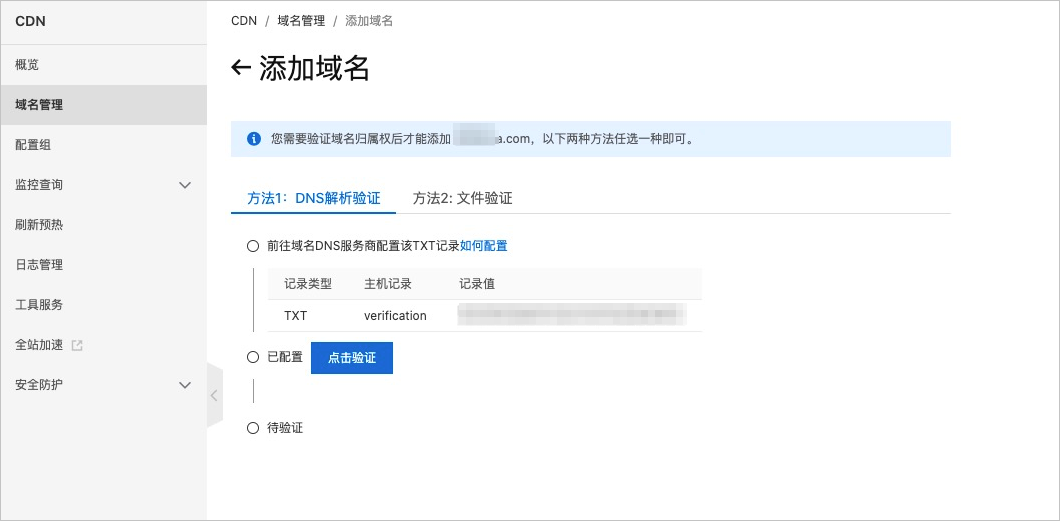 CDN
概览
域名管理
配置组
监控查询
刷新预热
日志管理
工具服务
全站加速
安全防护
CDN / 域名管理 / 添加域名
添加域名
您需要验证域名归属权后才能添加 a.com，以下两种方法任选一种即可。
方法1：DNS解析验证 方法2: 文件验证
前往域名DNS服务商配置该TXT记录如何配置
记录类型 主机记录 记录值
TXT verification
已配置 点击验证
待验证